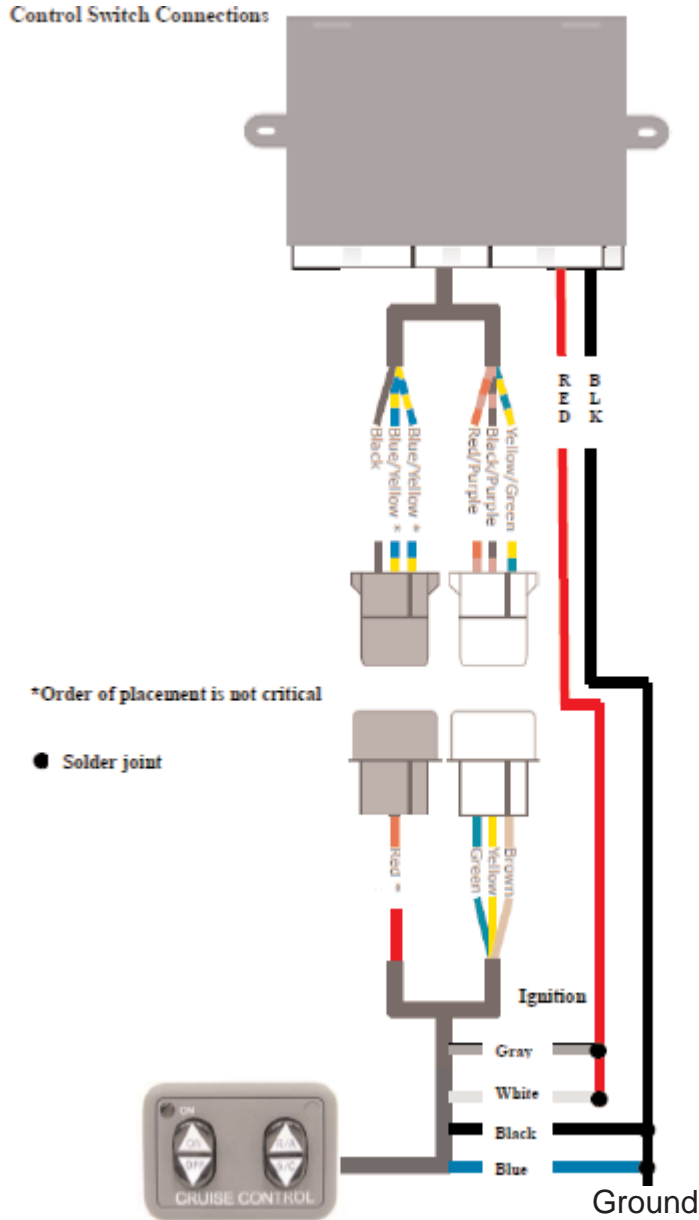 Control Switch Connections
RED
BLK
Black
Blue/Yellow *
Blue/Yellow *
Red/Purple
Black/Purple
Yellow/Green
*Order of placement is not critical
● Solder joint
Red *
Green
Yellow
Brown
Ignition
Gray
White
Black
Blue
ON
ON
OFF
R/A
S/C
CRUISE CONTROL
Ground